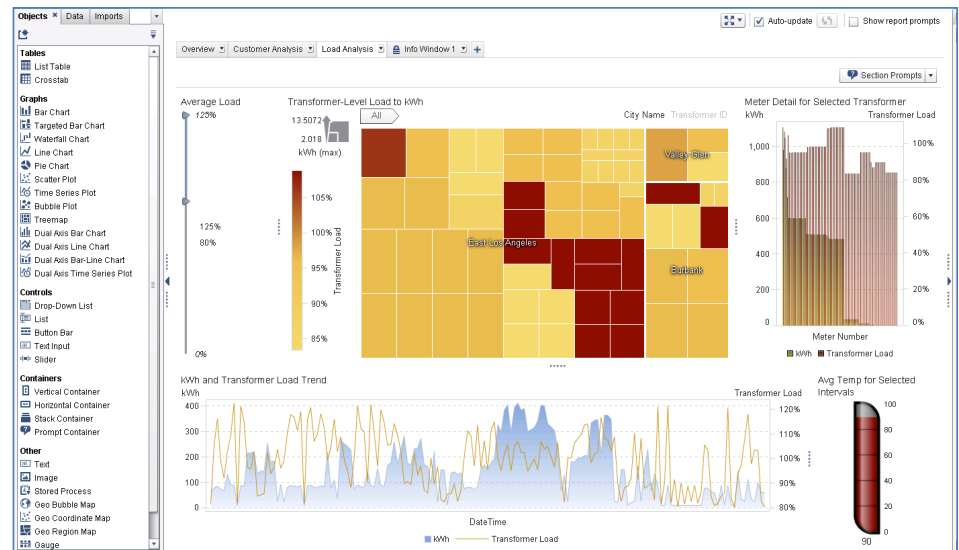 Objects × Data Imports
Auto-update
Show report prompts
Tables
List Table
Crosstab
Graphs
Bar Chart
Targeted Bar Chart
Waterfall Chart
Line Chart
Pie Chart
Scatter Plot
Time Series Plot
Bubble Plot
Treemap
Dual Axis Bar Chart
Dual Axis Line Chart
Dual Axis Bar-Line Chart
Dual Axis Time Series Plot
Controls
Drop-Down List
List
Button Bar
Text Input
Slider
Containers
Vertical Container
Horizontal Container
Stack Container
Prompt Container
Other
Text
Image
Stored Process
Geo Bubble Map
Geo Coordinate Map
Geo Region Map
Gauge
Overview Customer Analysis Load Analysis Info Window 1 +
? Section Prompts
Average Load
125%
125%
80%
0%
Transformer-Level Load to kWh
13.5072
2.018
kWh (max)
All
City Name Transformer ID
105%
100%
95%
90%
85%
Transformer Load
East Los Angeles
Valley Glen
Burbank
Meter Detail for Selected Transformer
kWh Transformer Load
1,000
800
600
400
200
0
100%
80%
60%
40%
20%
0%
Meter Number
kWh Transformer Load
kWh and Transformer Load Trend
kWh Transformer Load
400
300
200
100
0
120%
110%
100%
90%
80%
DateTime
kWh Transformer Load
Avg Temp for Selected
Intervals
100
80
60
40
20
0
90